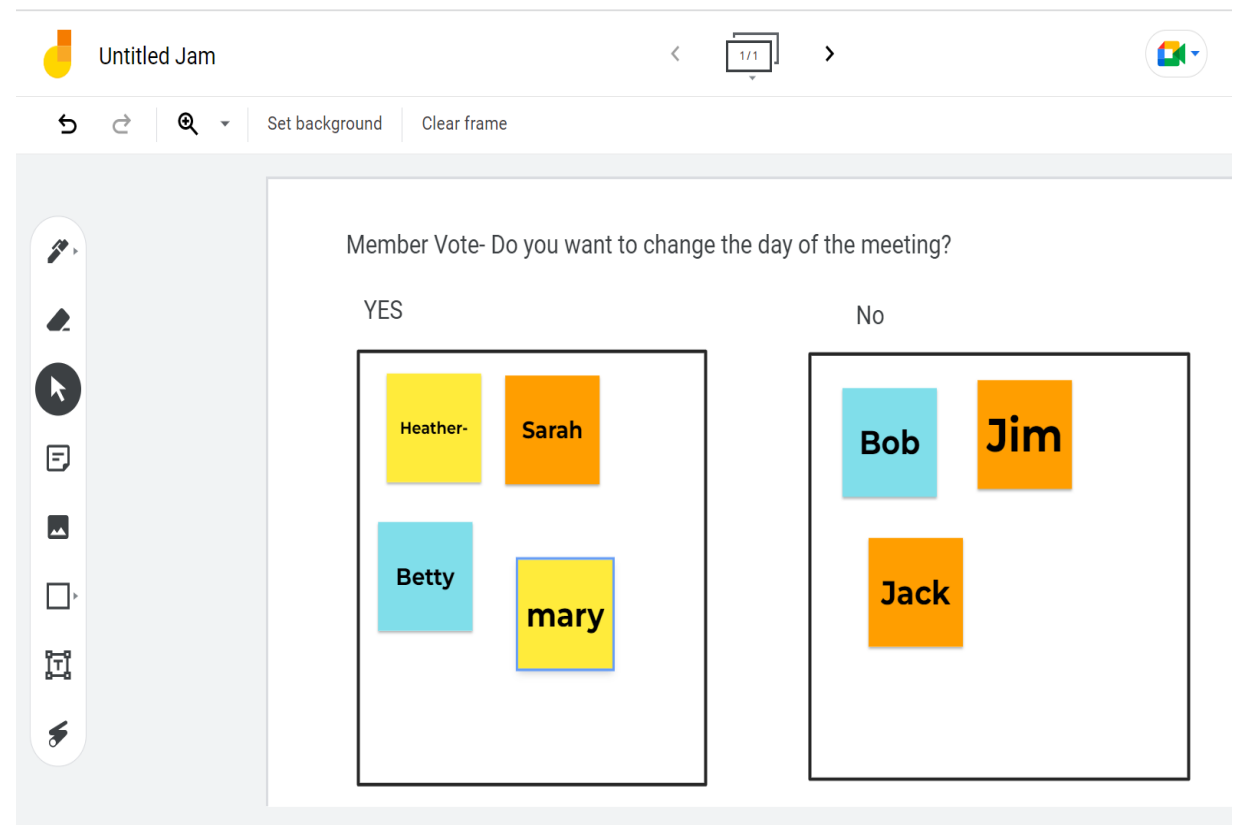 Untitled Jam
1/1
Set background
Clear frame
Member Vote- Do you want to change the day of the meeting?
YES
No
Heather-
Sarah
Betty
mary
Bob
Jim
Jack